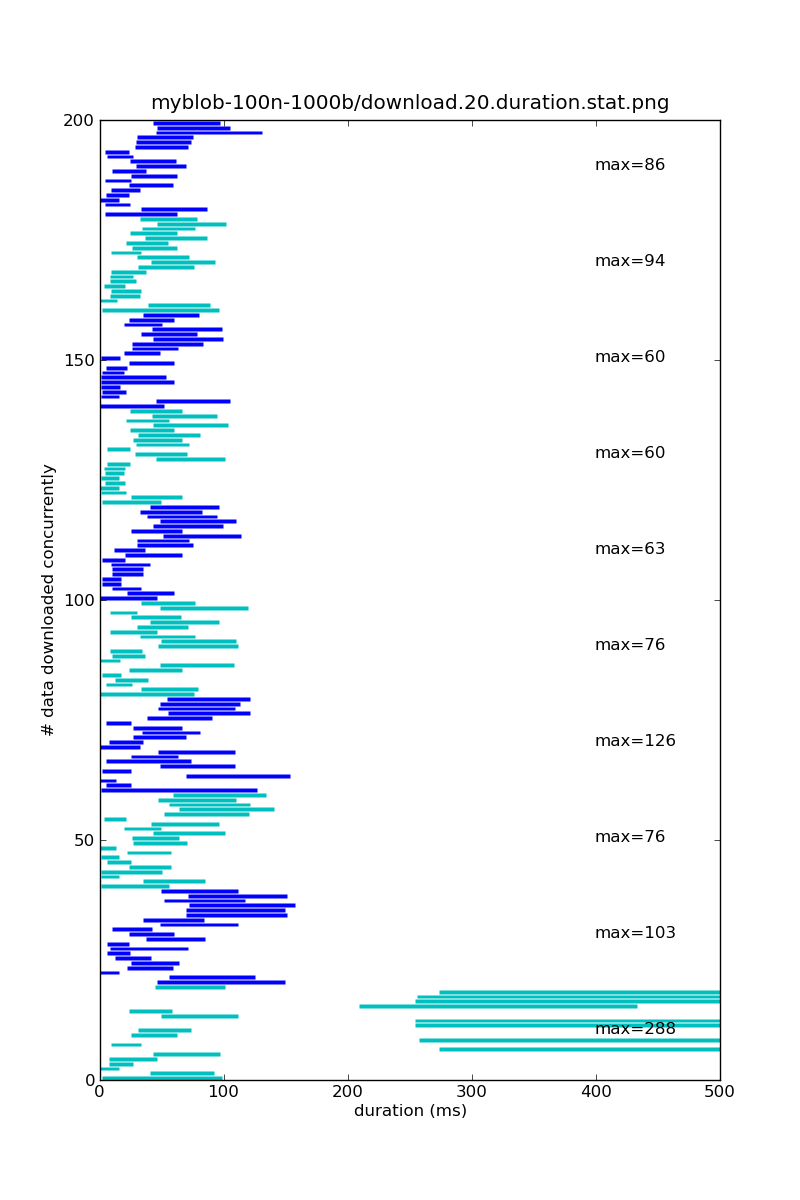 myblob-100n-1000b/download.20.duration.stat.png
200
max=86
max=94
150
max=60
max=60
# data downloaded concurrently
max=63
100
max=76
max=126
50
max=76
max=103
max=288
0
0 100 200 300 400 500
duration (ms)